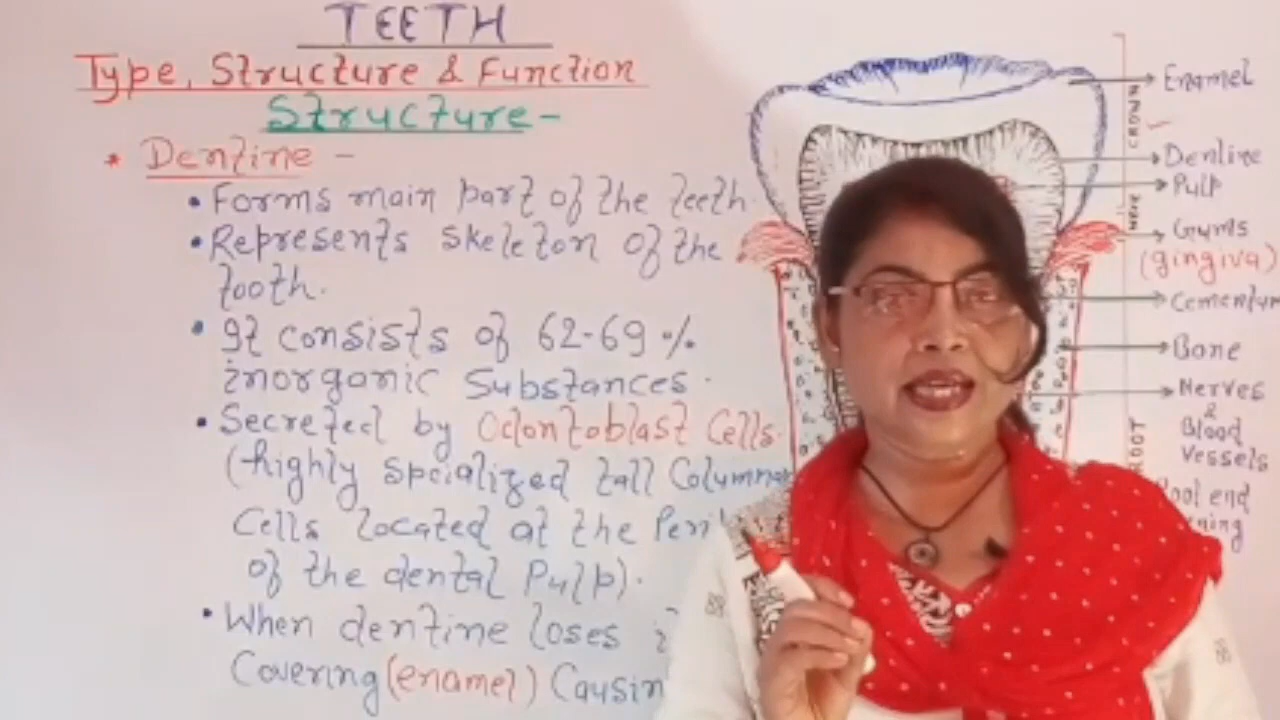 TEETH
Type, Structure & Function
Structure -
* Dentine -
• Forms main part of the teeth.
• Represents skeleton of the
tooth.
• It consists of 62-69 %
inorganic Substances.
• Secreted by Odontoblast Cells.
(highly spcialized tall Columnar
Cells located at the Peri
of the dental Pulp).
• When dentine loses i
Covering (enamel) Causin
Enamel
Dentine
Pulp
Gums
(gingiva)
Cementum
Bone
Nerves
&
Blood
Vessels
end
CROWN
NECK
ROOT